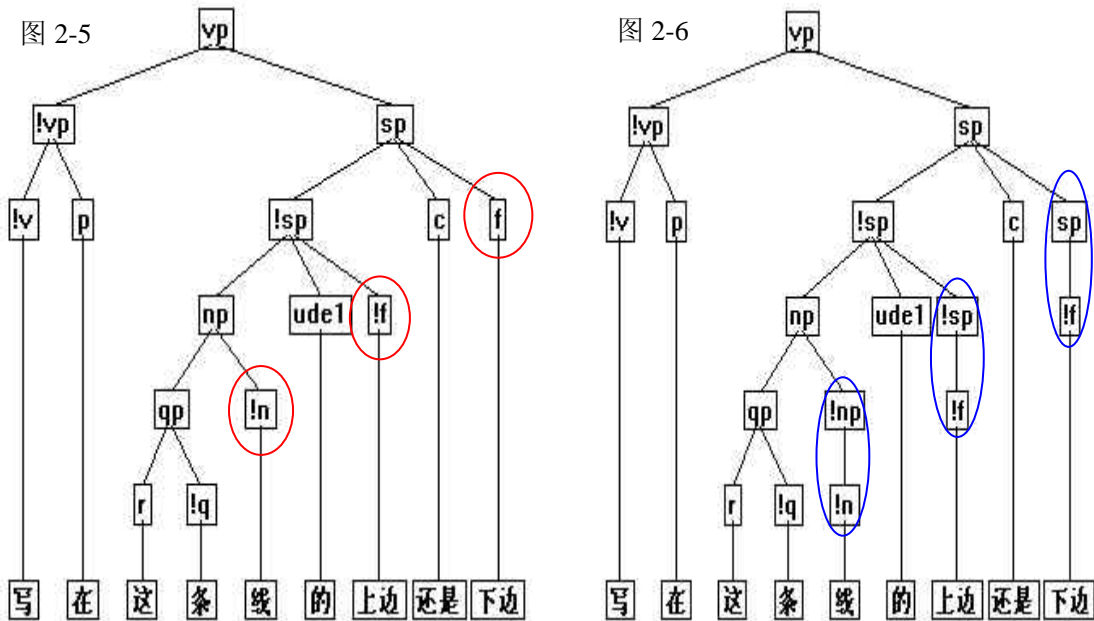 图 2-5
vp
!vp sp
!v p !sp c f
np ude1 !f
qp !n
r !q
写 在 这 条 线 的 上边 还是 下边
图 2-6
vp
!vp sp
!v p !sp c sp
np ude1 !sp !f
qp !np !f
r !q !n
写 在 这 条 线 的 上边 还是 下边